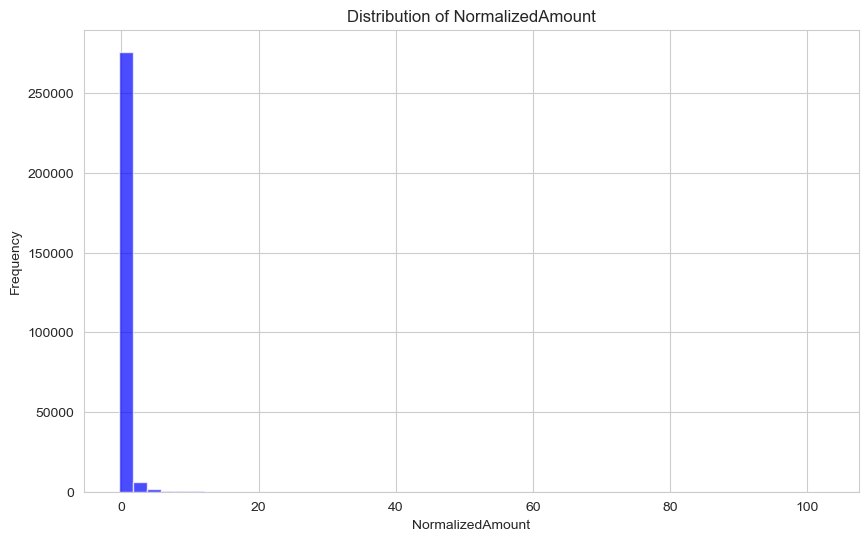 Distribution of NormalizedAmount
250000
200000
150000
100000
50000
0
Frequency
0 20 40 60 80 100
NormalizedAmount